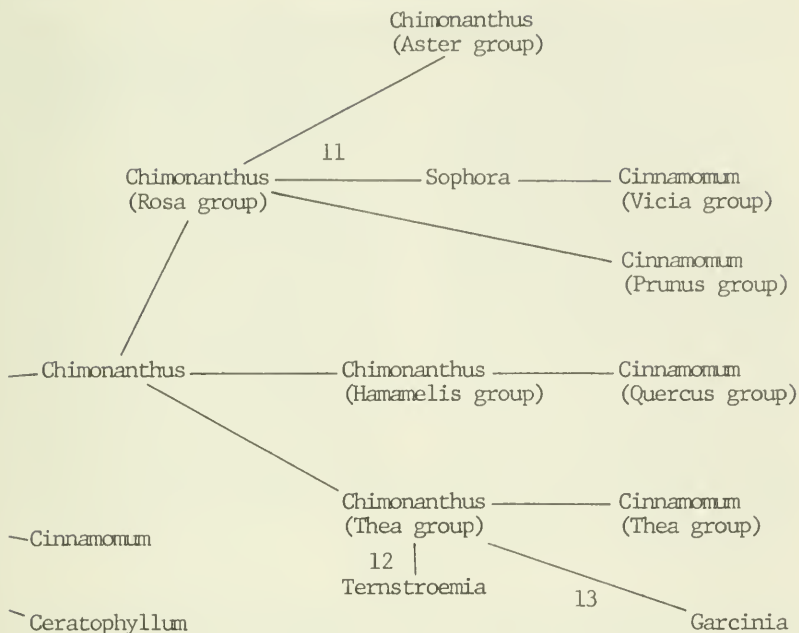 Chimonanthus
(Aster group)
11
Chimonanthus Sophora Cinnamomum
(Rosa group) (Vicia group)
Cinnamomum
(Prunus group)
Chimonanthus Chimonanthus Cinnamomum
(Hamamelis group) (Quercus group)
Chimonanthus Cinnamomum
(Thea group) (Thea group)
Cinnamomum
12
Ternstroemia
13
Ceratophyllum Garcinia